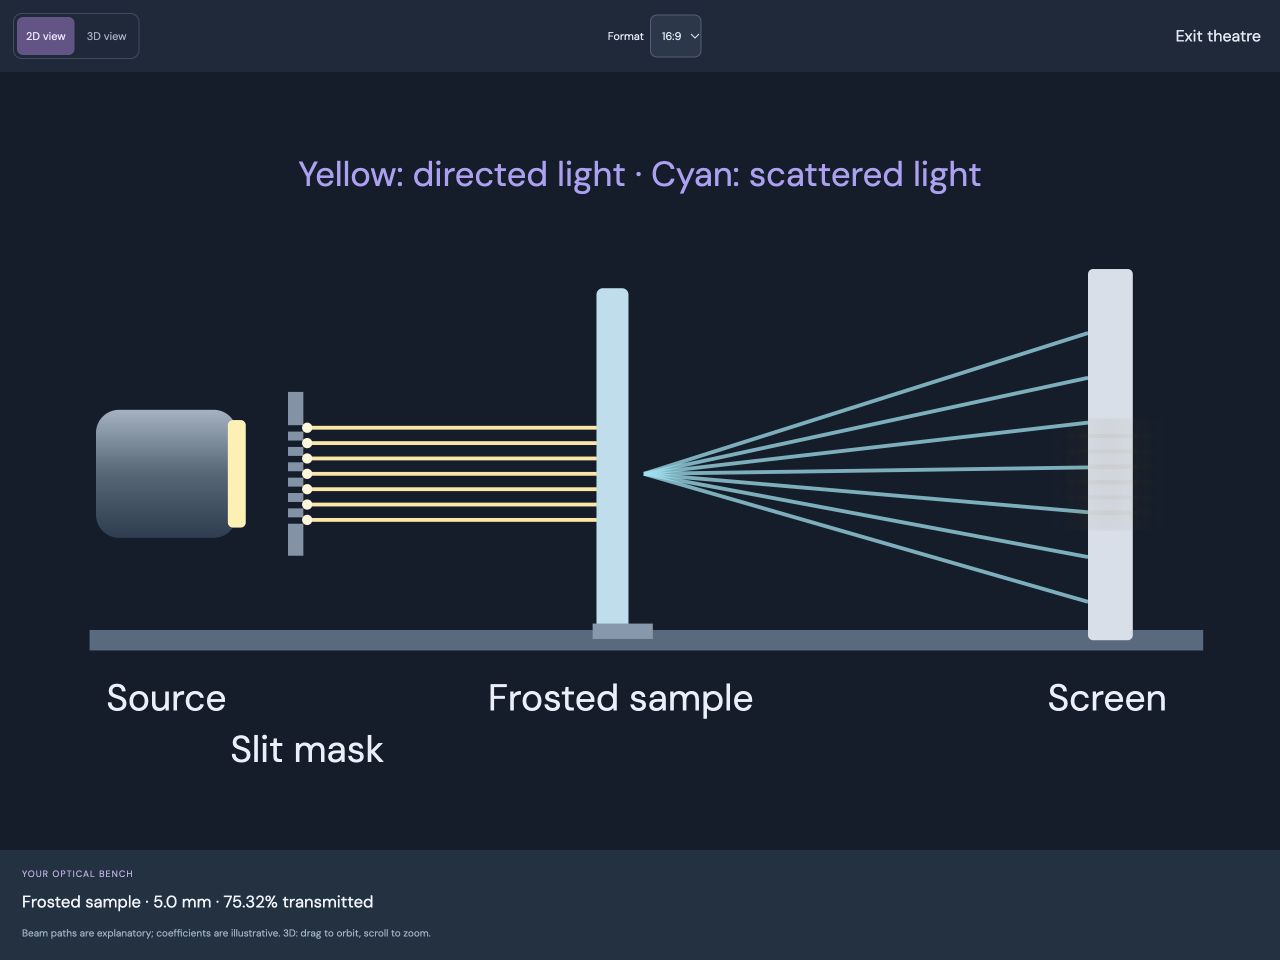 2D view
3D view
Format
16:9
Exit theatre
Yellow: directed light · Cyan: scattered light
Source
Frosted sample
Screen
Slit mask
YOUR OPTICAL BENCH
Frosted sample · 5.0 mm · 75.32% transmitted
Beam paths are explanatory; coefficients are illustrative. 3D: drag to orbit, scroll to zoom.